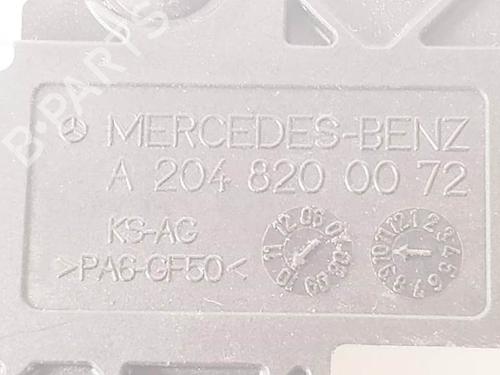 B-PARTS
MERCEDES-BENZ
A 204 820 00 72
KS-AG
>PA6-GF50<